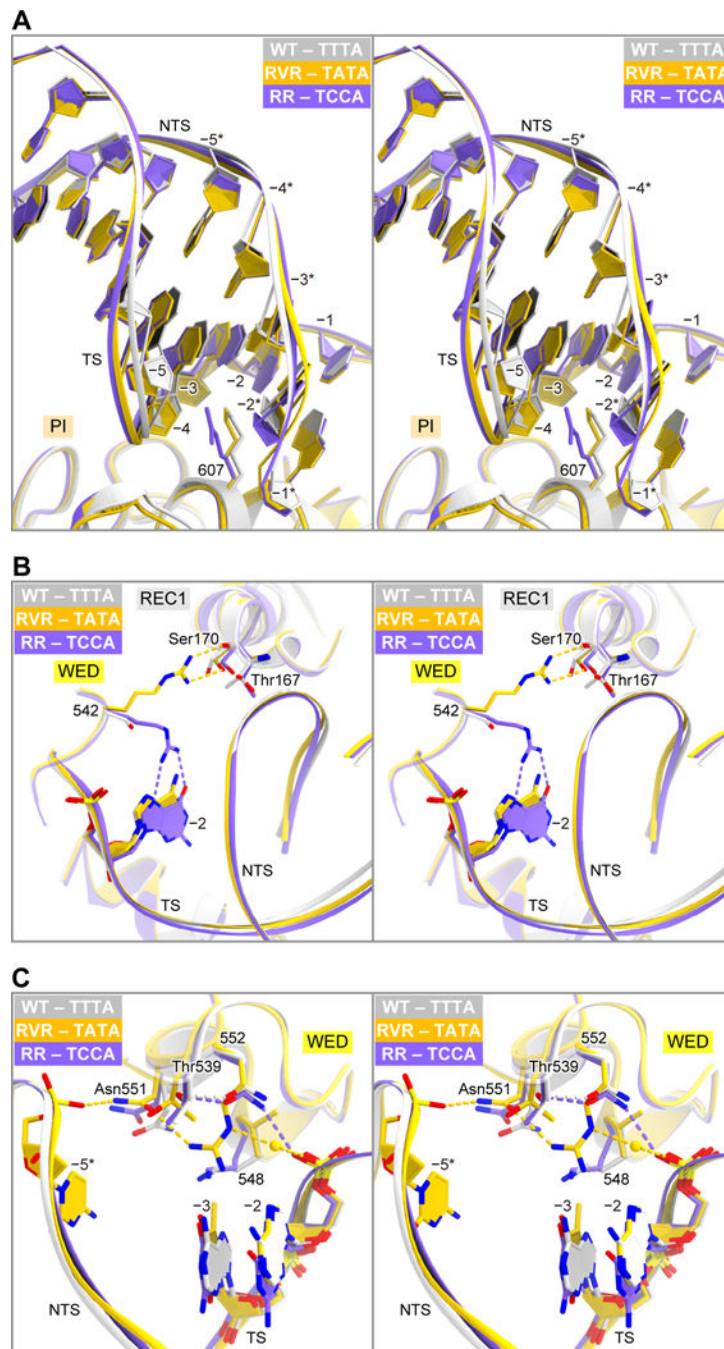 A
WT – TTTA
RVR – TATA
RR – TCCA
NTS
−5*
−4*
−3*
−1
−5
TS
−2
−3
−2*
−4
PI
607
−1*
WT – TTTA
RVR – TATA
RR – TCCA
NTS
−5*
−4*
−3*
−1
−5
TS
−2
−3
−2*
−4
PI
607
−1*
B
WT – TTTA
RVR – TATA
RR – TCCA
REC1
Ser170
WED
Thr167
542
−2
NTS
TS
WT – TTTA
RVR – TATA
RR – TCCA
REC1
Ser170
WED
Thr167
542
−2
NTS
TS
C
WT – TTTA
RVR – TATA
RR – TCCA
552
WED
Thr539
Asn551
−5*
548
−3
−2
NTS
TS
WT – TTTA
RVR – TATA
RR – TCCA
552
WED
Thr539
Asn551
−5*
548
−3
−2
NTS
TS